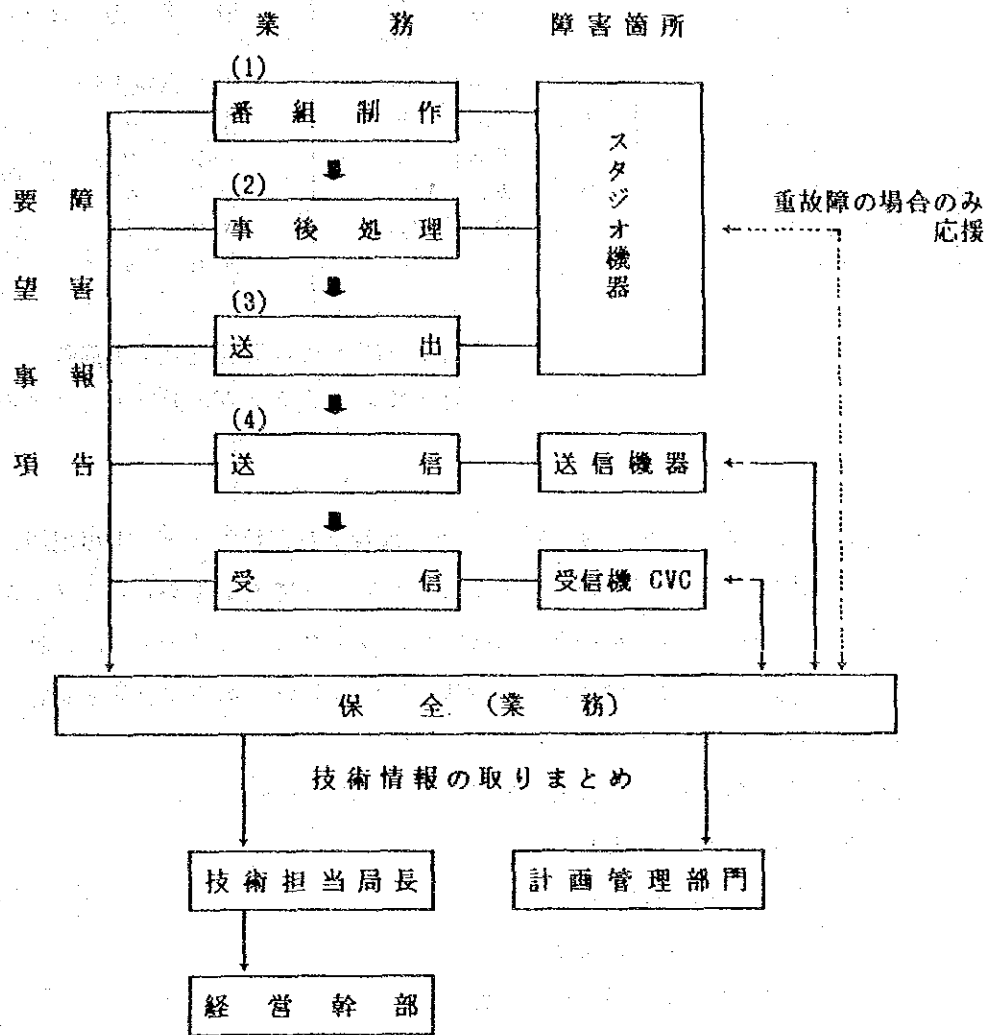 業務 障害箇所
(1)
番組制作
(2)
事後処理
(3)
送出
(4)
送信
受信
スタジオ機器
送信機器
受信機 CVC
障害報告
要望事項
重故障の場合のみ
応援
保全（業務）
技術情報の取りまとめ
技術担当局長
計画管理部門
経営幹部